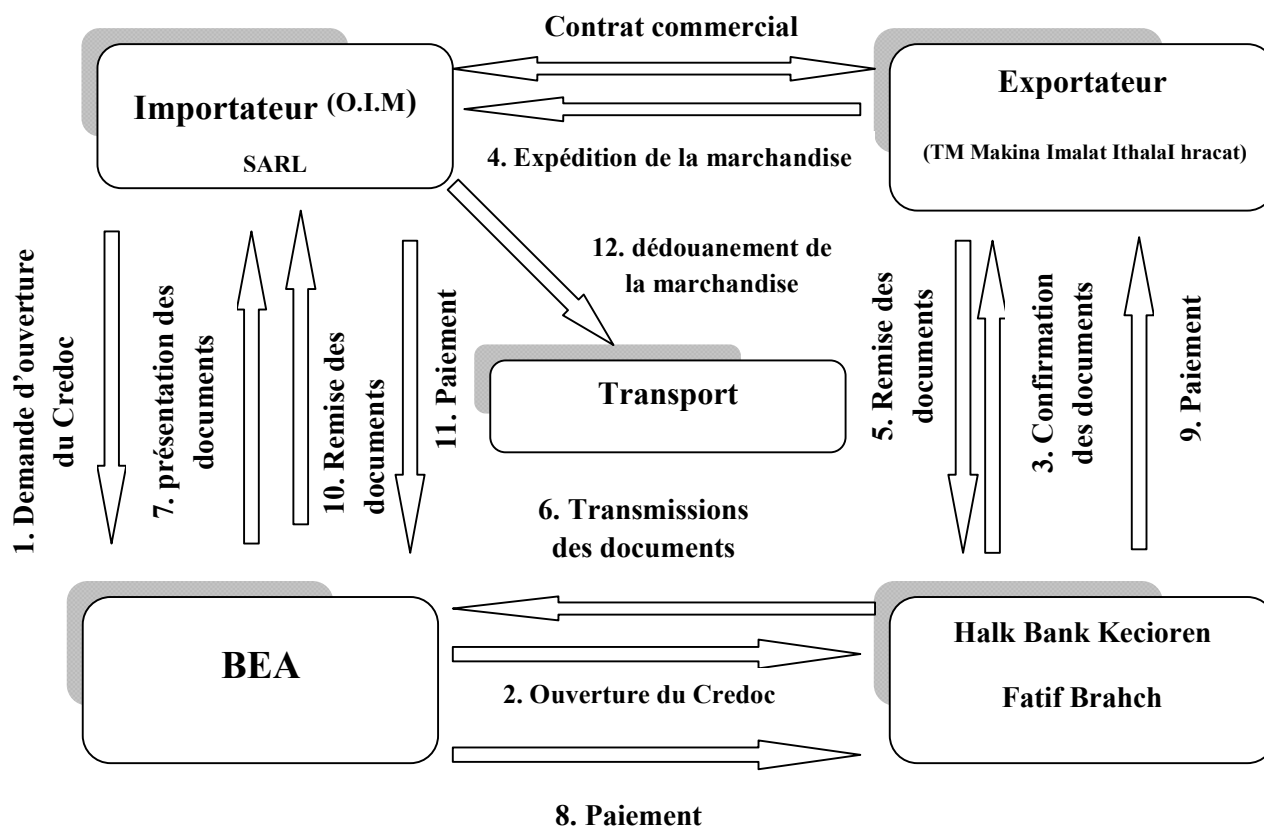 Contrat commercial
Importateur (O.I.M)
SARL
Exportateur
(TM Makina Imalat IthalaI hracat)
4. Expédition de la marchandise
12. dédouanement de
la marchandise
1. Demande d’ouverture
du Credoc
7. présentation des
documents
10. Remise des
documents
11. Paiement
Transport
5. Remise des
documents
3. Confirmation
des documents
9. Paiement
6. Transmissions
des documents
BEA
Halk Bank Kecioren
Fatif Brahch
2. Ouverture du Credoc
8. Paiement